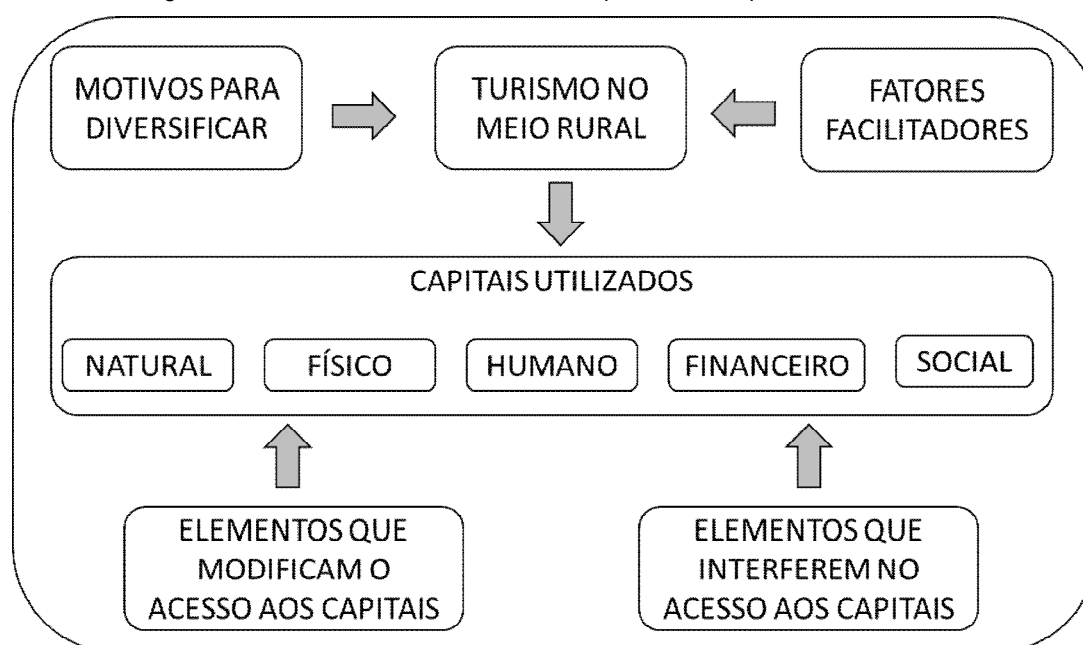 MOTIVOS PARA
DIVERSIFICAR
TURISMO NO
MEIO RURAL
FATORES
FACILITADORES
CAPITAIS UTILIZADOS
NATURAL
FÍSICO
HUMANO
FINANCEIRO
SOCIAL
ELEMENTOS QUE
MODIFICAM O
ACESSO AOS CAPITAIS
ELEMENTOS QUE
INTERFEREM NO
ACESSO AOS CAPITAIS